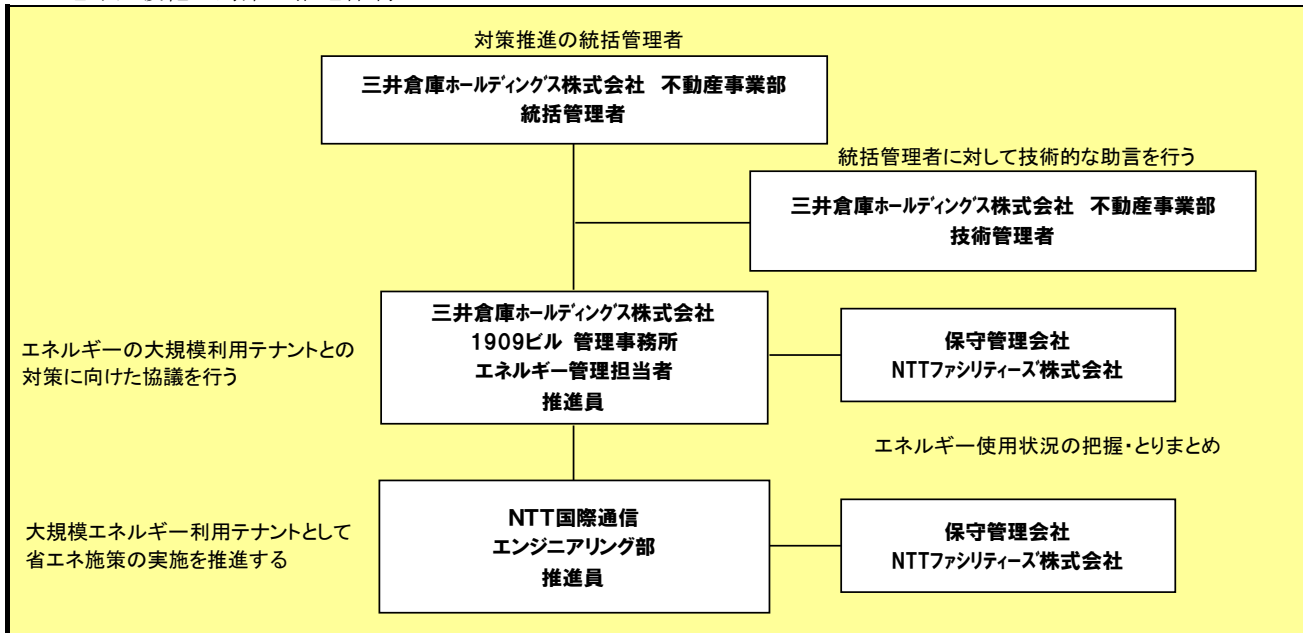 対策推進の統括管理者
三井倉庫ホールディングス株式会社 不動産事業部
統括管理者
統括管理者に対して技術的な助言を行う
三井倉庫ホールディングス株式会社 不動産事業部
技術管理者
エネルギーの大規模利用テナントとの
対策に向けた協議を行う
三井倉庫ホールディングス株式会社
1909ビル 管理事務所
エネルギー管理担当者
推進員
保守管理会社
NTTファシリティーズ株式会社
エネルギー使用状況の把握・とりまとめ
大規模エネルギー利用テナントとして
省エネ施策の実施を推進する
NTT国際通信
エンジニアリング部
推進員
保守管理会社
NTTファシリティーズ株式会社